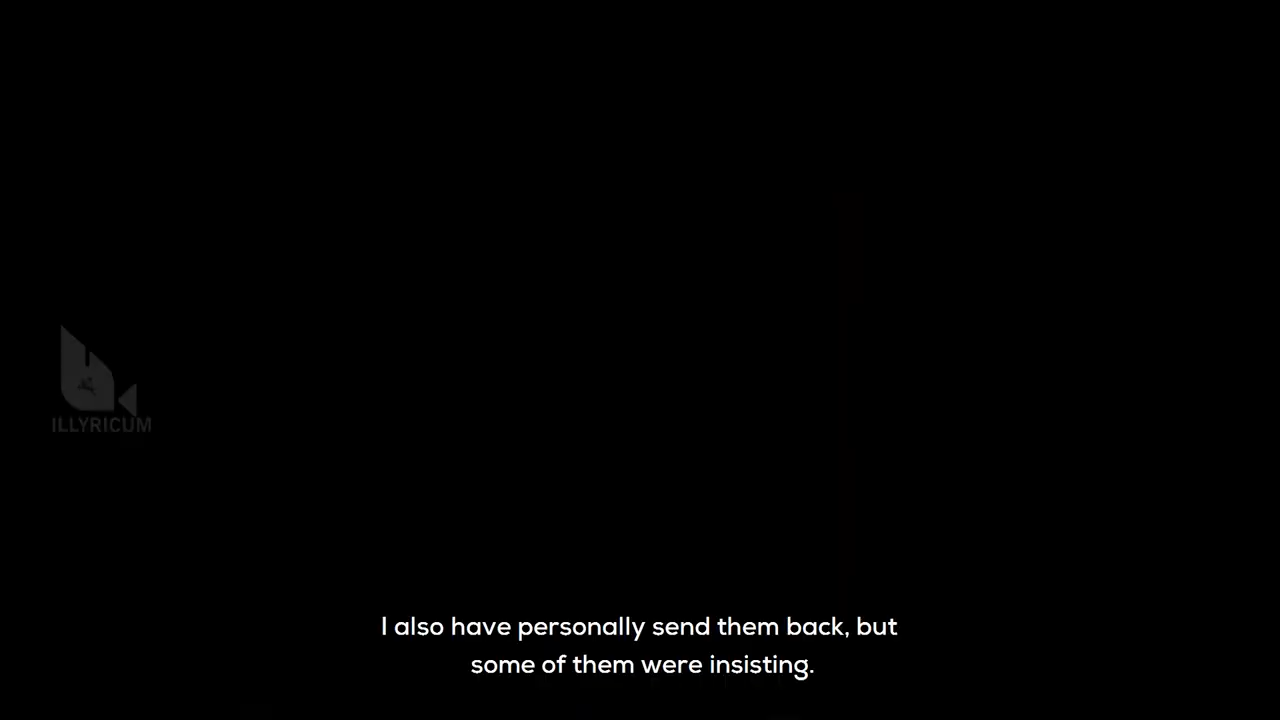 ILLYRICUM
I also have personally send them back, but
some of them were insisting.